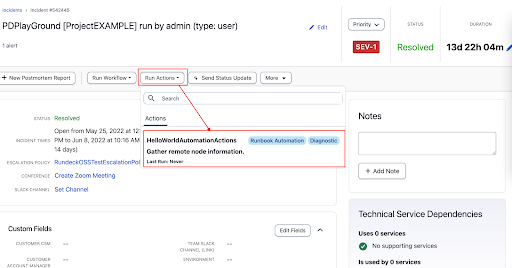 Incidents > Incident #542445
PDPlayGround [ProjectEXAMPLE] run by admin (type: user)
Edit
1 alert
Priority
SEV-1
STATUS
Resolved
DURATION
13d 22h 04m
+ New Postmortem Report
Run Workflow
Run Actions
Send Status Update
More
Search
Actions
HelloWorldAutomationActions
Runbook Automation
Diagnostic
Gather remote node information.
Last Run: Never
STATUS Resolved
Open from May 25, 2022 at 12:
INCIDENT TIMES PM to Jun 8, 2022 at 10:16 AM
14 days)
ESCALATION POLICY RundeckOSSTestEscalationPol
CONFERENCE Create Zoom Meeting
SLACK CHANNEL Set Channel
Notes
+ Add Note
Custom Fields
Edit Fields
CUSTOMER CSM --
TEAM SLACK CHANNEL (LINK) --
CUSTOMER ACCOUNT MANAGER --
ENVIRONMENT --
Technical Service Dependencies
Uses 0 services
No supporting services
Is used by 0 services